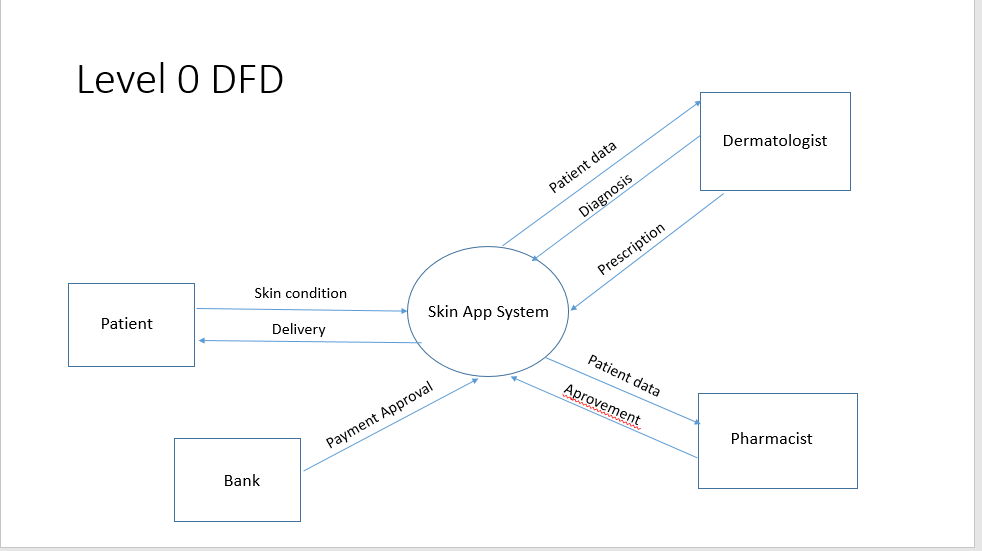 Level 0 DFD
Patient data
Dermatologist
Diagnosis
Prescription
Skin condition
Skin App System
Patient
Delivery
Patient data
Aprovement
Payment Approval
Pharmacist
Bank